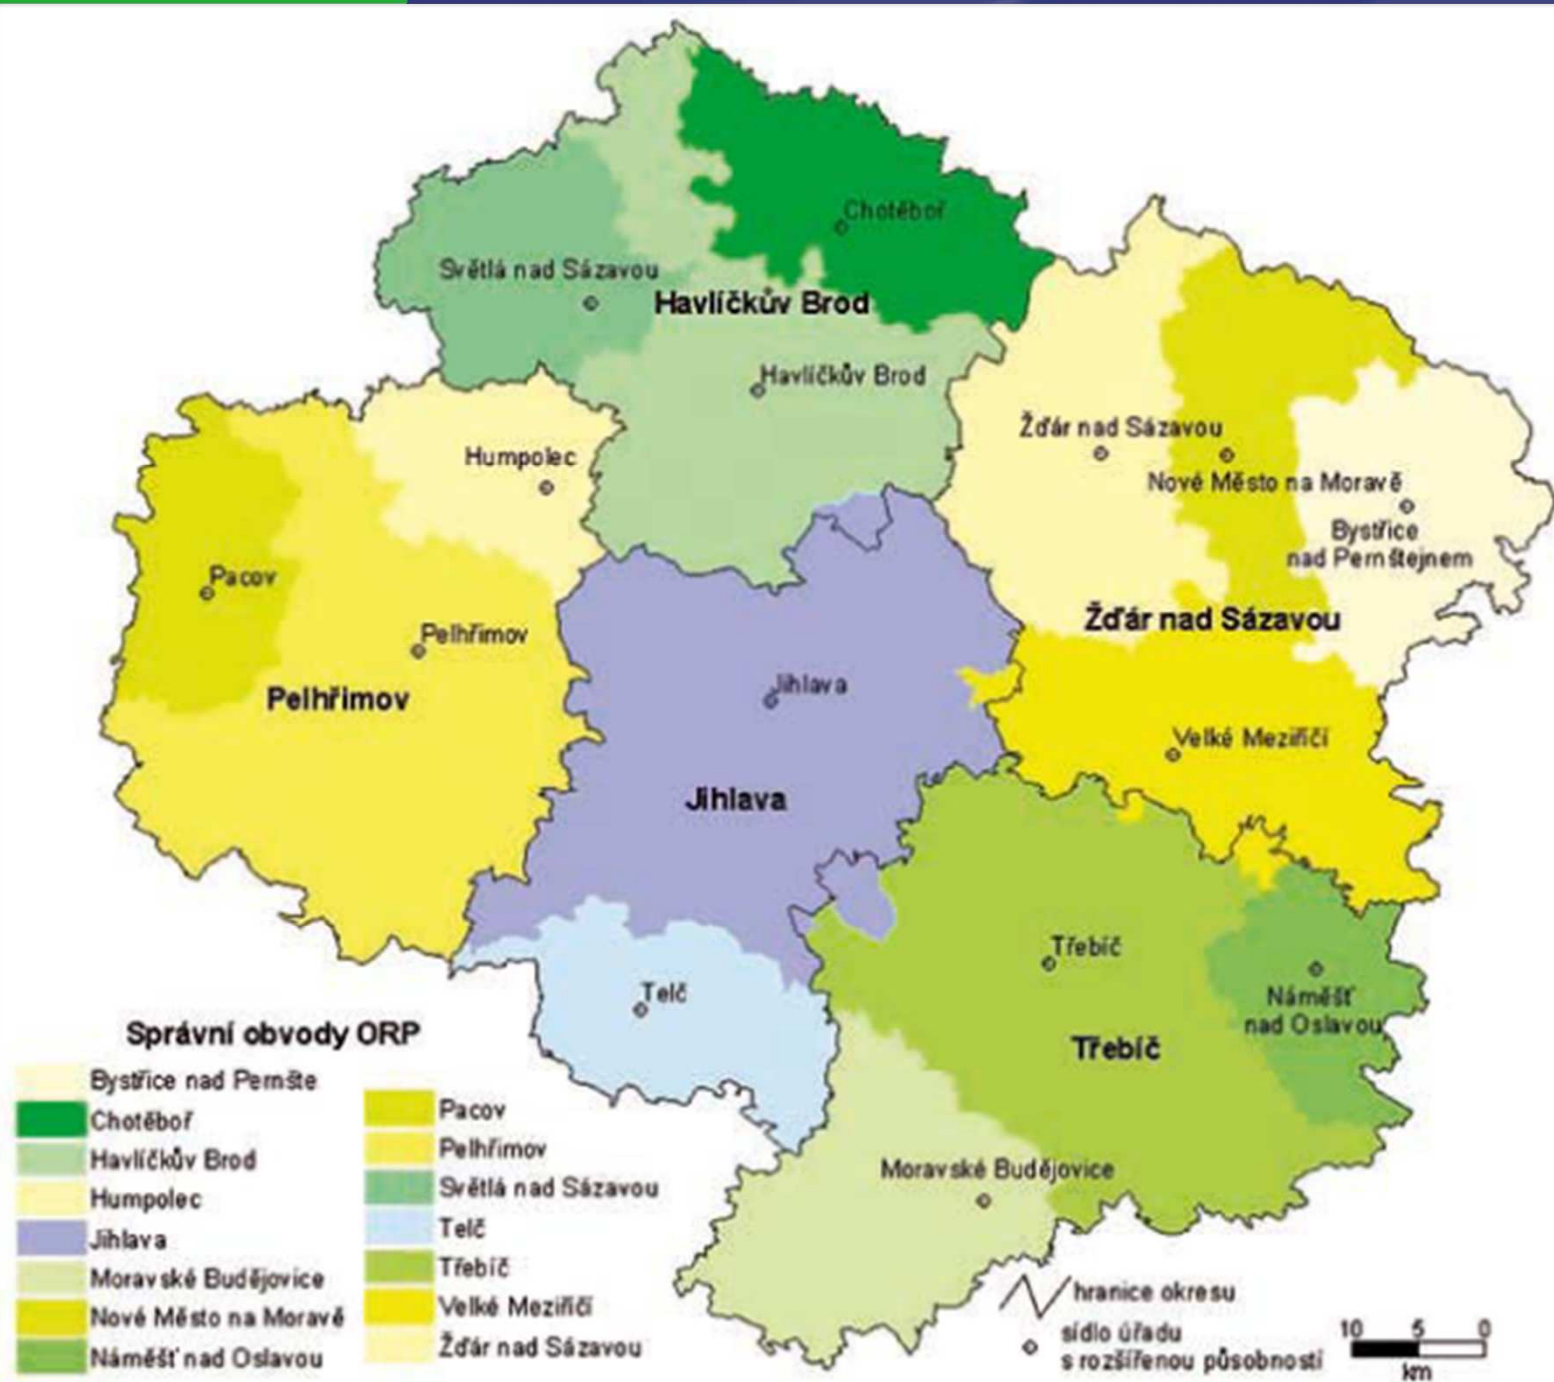 Chotěboř
Světlá nad Sázavou
Havlíčkův Brod
Havlíčkův Brod
Žďár nad Sázavou
Humpolec
Nové Město na Moravě
Bystřice
nad Pernštejnem
Pacov
Pelhřimov
Žďár nad Sázavou
Pelhřimov
Jihlava
Velké Meziříčí
Jihlava
Třebíč
Telč
Náměšť
nad Oslavou
Třebíč
Moravské Budějovice
Správní obvody ORP
Bystřice nad Pernšte
Chotěboř
Havlíčkův Brod
Humpolec
Jihlava
Moravské Budějovice
Nové Město na Moravě
Náměšť nad Oslavou
Pacov
Pelhřimov
Světlá nad Sázavou
Telč
Třebíč
Velké Meziříčí
Žďár nad Sázavou
hranice okresu
sídlo úřadu
s rozšířenou působností
10 5 0
km